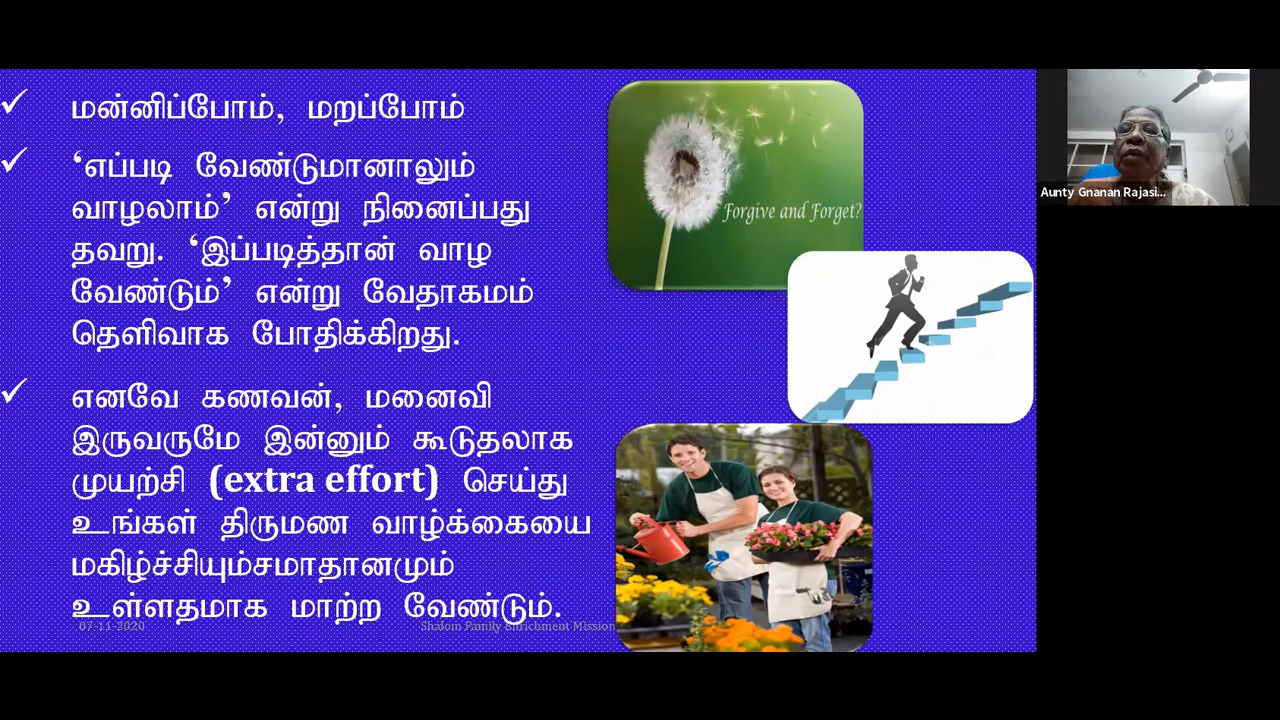 ✓ மன்னிப்போம், மறப்போம்
✓ ‘எப்படி வேண்டுமானாலும்
வாழலாம்’ என்று நினைப்பது
தவறு. ‘இப்படித்தான் வாழ
வேண்டும்’ என்று வேதாகமம்
தெளிவாக போதிக்கிறது.
✓ எனவே கணவன், மனைவி
இருவருமே இன்னும் கூடுதலாக
முயற்சி (extra effort) செய்து
உங்கள் திருமண வாழ்க்கையை
மகிழ்ச்சியும்சமாதானமும்
உள்ளதமாக மாற்ற வேண்டும்.
07-11-2020 Shalom Family Enrichment Mission
Forgive and Forget?
Aunty Gnanan Rajasi...